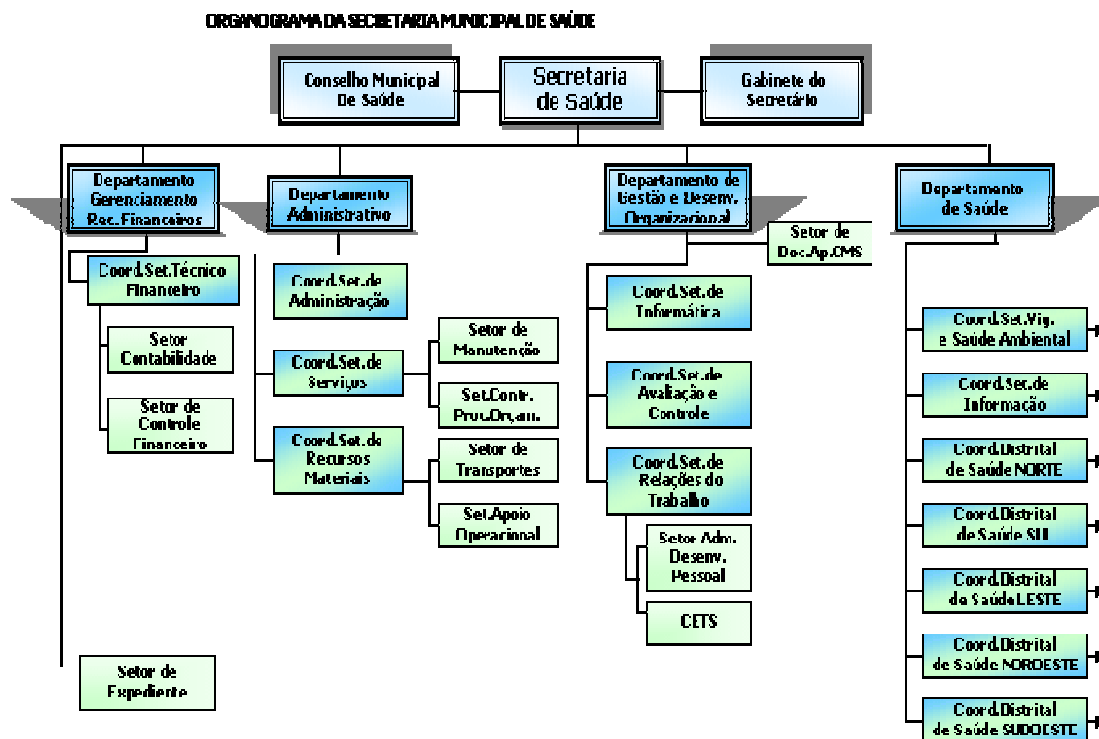 ORGANOGRAMA DA SECRETARIA MUNICIPAL DE SAÚDE
Conselho Municipal
De Saúde
Secretaria
de Saúde
Gabinete do
Secretário
Departamento
Gerenciamento
Rec. Financeiros
Departamento
Administrativo
Departamento de
Gestão e Desenv.
Organizacional
Departamento
de Saúde
Setor de
Doc.Ap.CMS
Coord.Set.Técnico
Financeiro
Setor
Contabilidade
Setor de
Controle
Financeiro
Coord.Set.de
Administração
Coord.Set.de
Serviços
Setor de
Manutenção
Set.Contr.
Proc.Orçam.
Coord.Set.de
Recursos
Materiais
Setor de
Transportes
Set.Apoio
Operacional
Coord.Set.de
Informática
Coord.Set.de
Avaliação e
Controle
Coord.Set.de
Relações do
Trabalho
Setor Adm.
Desenv.
Pessoal
CETS
Coord.Set.Vig.
e Saúde Ambiental
Coord.Set.de
Informação
Coord.Distrital
de Saúde NORTE
Coord.Distrital
de Saúde SUL
Coord.Distrital
de Saúde LESTE
Coord.Distrital
de Saúde NOROESTE
Coord.Distrital
de Saúde SUDOESTE
Setor de
Expediente